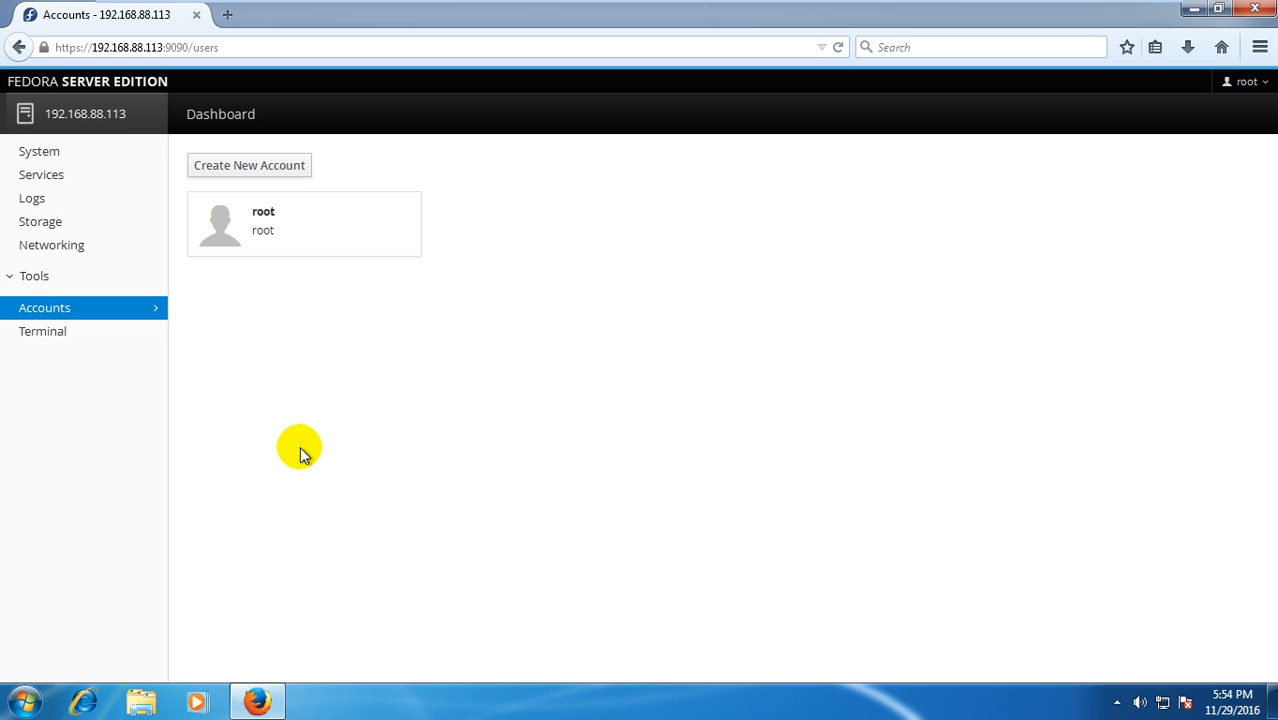 Accounts - 192.168.88.113
https://192.168.88.113:9090/users
Search
FEDORA SERVER EDITION
root
192.168.88.113
Dashboard
System
Services
Logs
Storage
Networking
Tools
Accounts
Terminal
Create New Account
root
root
5:54 PM
11/29/2016